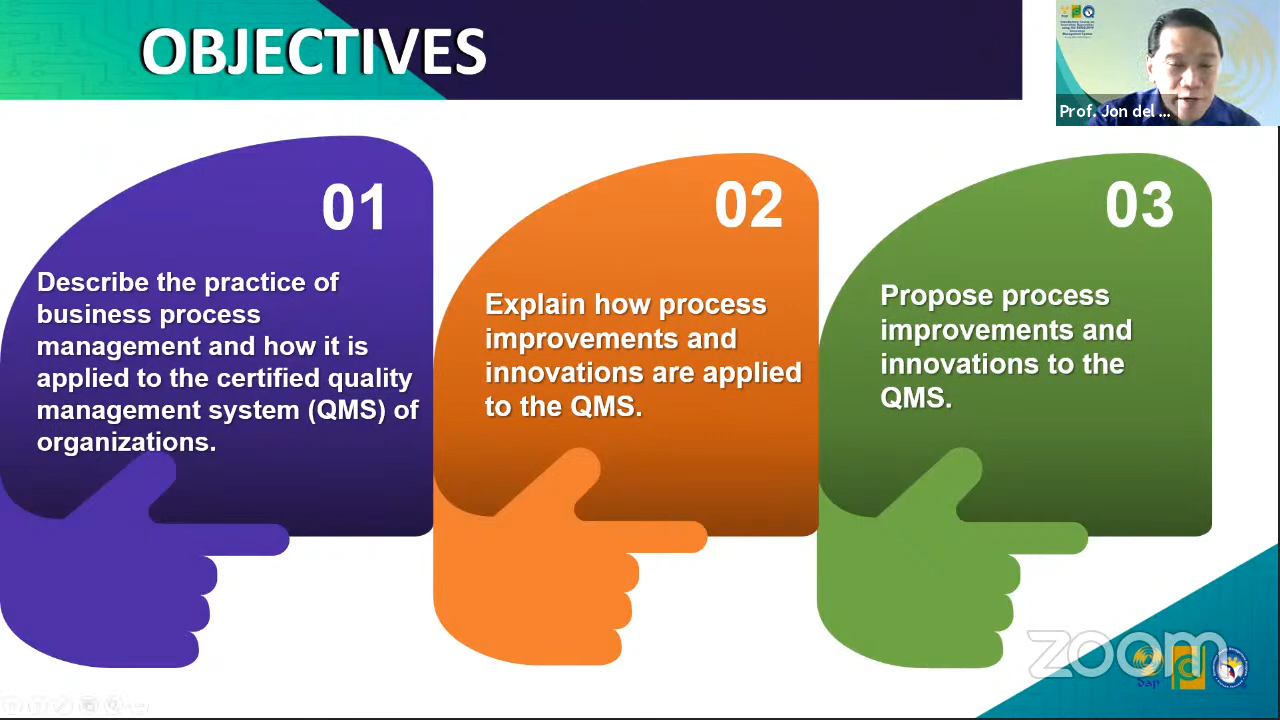 OBJECTIVES
Prof. Jon del ...
01
Describe the practice of
business process
management and how it is
applied to the certified quality
management system (QMS) of
organizations.
02
Explain how process
improvements and
innovations are applied
to the QMS.
03
Propose process
improvements and
innovations to the
QMS.
zoom
dap